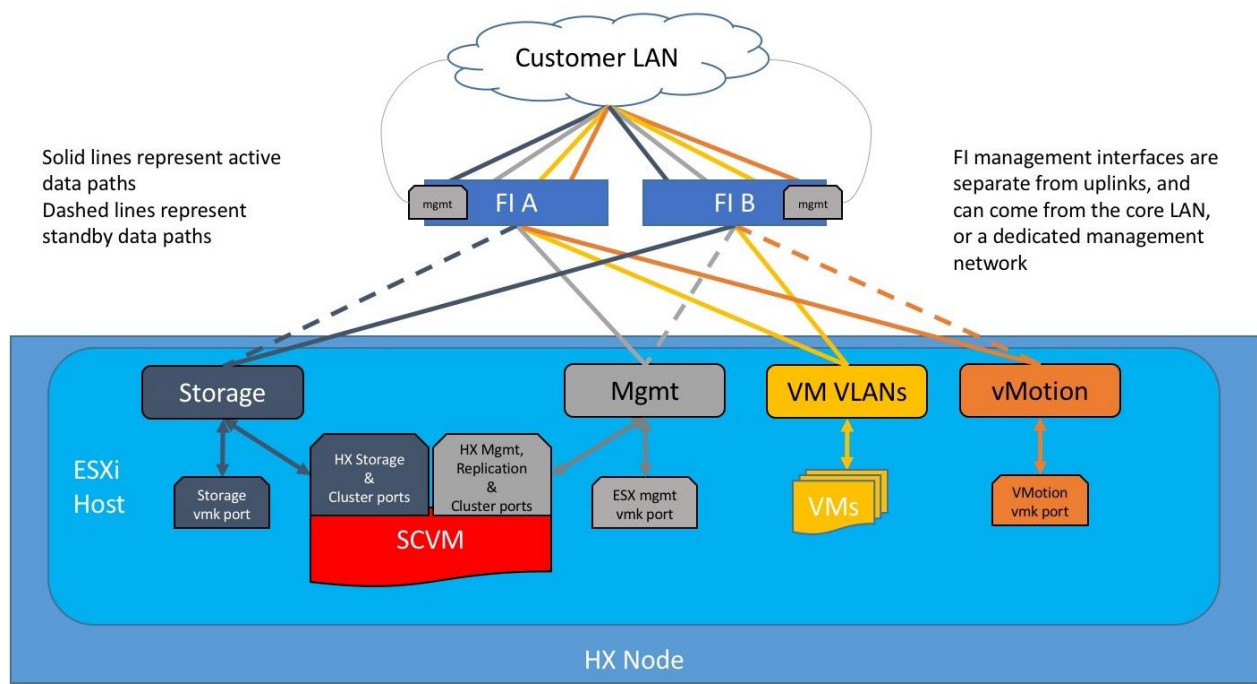 Customer LAN
Solid lines represent active
data paths
Dashed lines represent
standby data paths
FI management interfaces are
separate from uplinks, and
can come from the core LAN,
or a dedicated management
network
mgmt
FI A
FI B
mgmt
Storage
Mgmt
VM VLANs
vMotion
ESXi
Host
Storage
vmk port
HX Storage
&
Cluster ports
HX Mgmt,
Replication
&
Cluster ports
SCVM
ESX mgmt
vmk port
VMs
VMotion
vmk port
HX Node